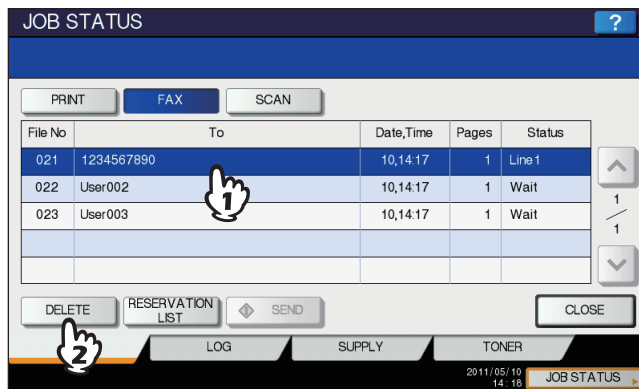 JOB STATUS ?
PRINT FAX SCAN
File No To Date,Time Pages Status
021 1234567890 10,14:17 1 Line1
022 User002 10,14:17 1 Wait
023 User003 10,14:17 1 Wait
1
1
1
DELETE RESERVATION LIST SEND CLOSE
2
LOG SUPPLY TONER
2011/05/10
14:18 JOB STATUS